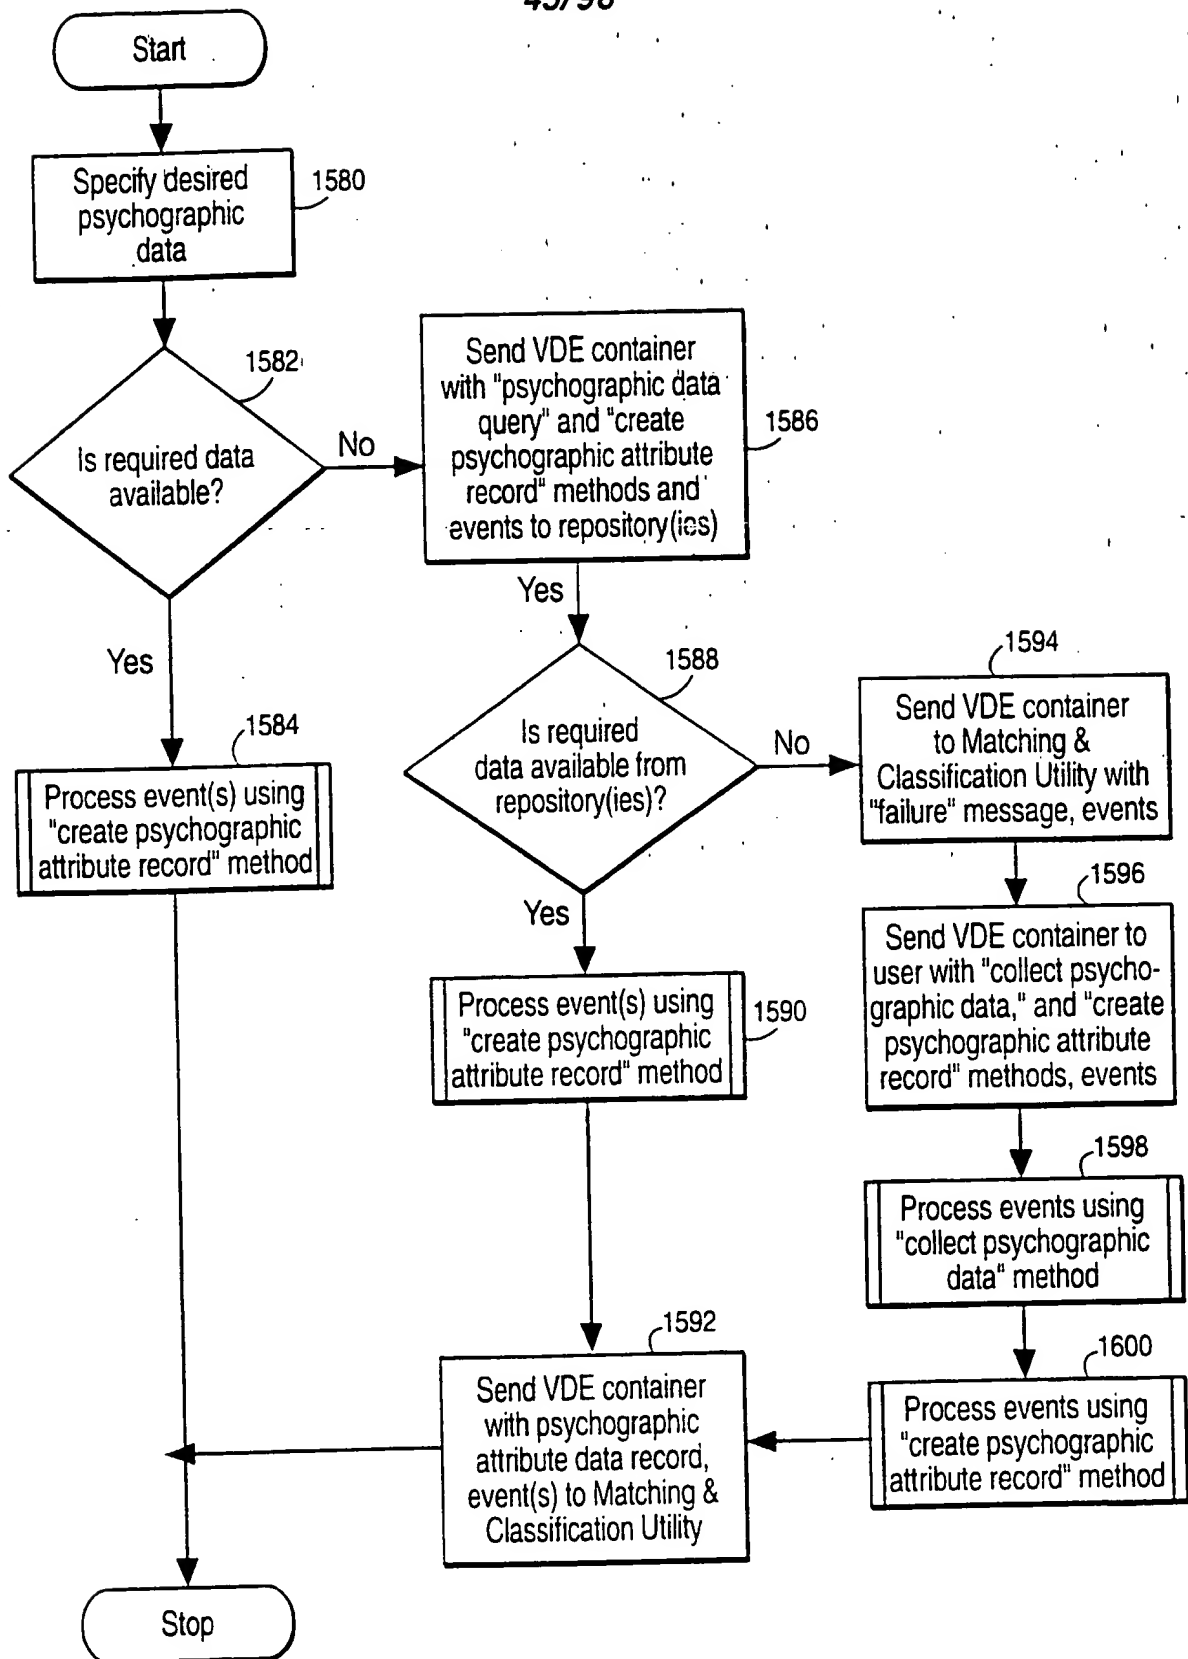 Start
Specify desired
psychographic
data
1580
1582
Is required data
available?
No
Yes
1584
Process event(s) using
"create psychographic
attribute record" method
Send VDE container
with "psychographic data
query" and "create
psychographic attribute
record" methods and
events to repository(ies)
1586
Yes
1588
Is required
data available from
repository(ies)?
No
Yes
Process event(s) using
"create psychographic
attribute record" method
1590
1594
Send VDE container
to Matching &
Classification Utility with
"failure" message, events
1596
Send VDE container to
user with "collect psycho-
graphic data," and "create
psychographic attribute
record" methods, events
1598
Process events using
"collect psychographic
data" method
1600
Process events using
"create psychographic
attribute record" method
1592
Send VDE container
with psychographic
attribute data record,
event(s) to Matching &
Classification Utility
Stop